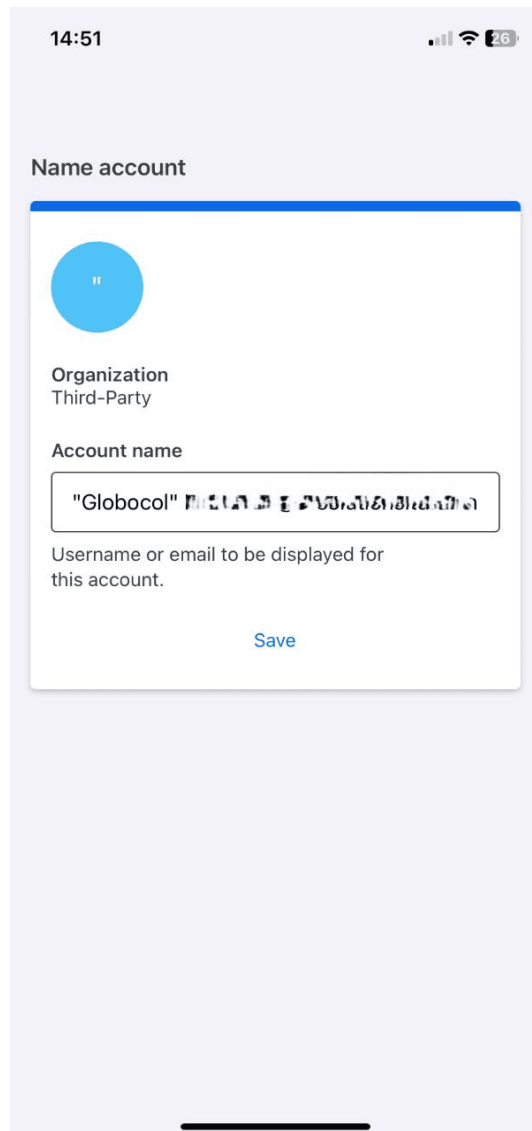 14:51
26
Name account
"
Organization
Third-Party
Account name
"Globocol"
Username or email to be displayed for
this account.
Save